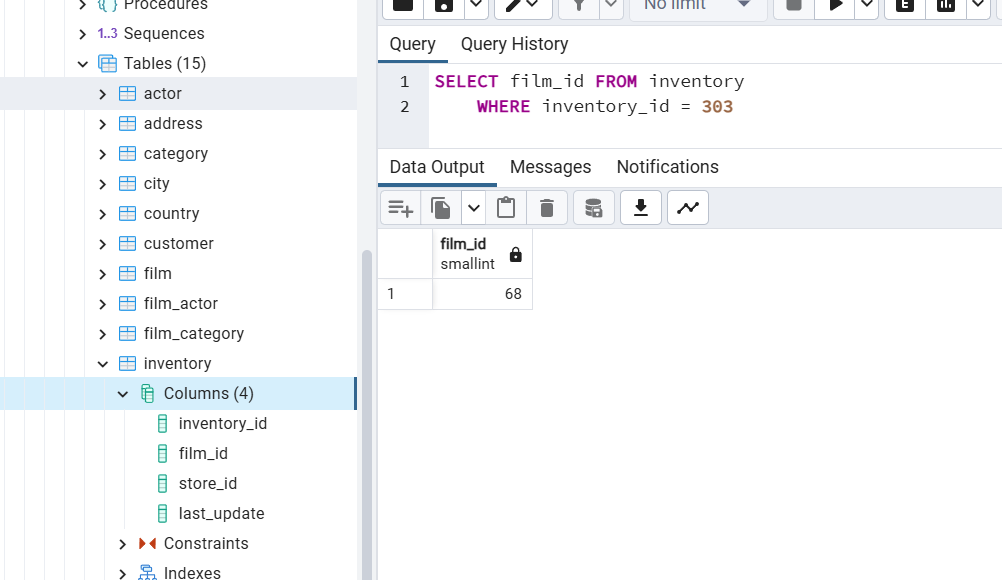 Procedures
1..3 Sequences
Tables (15)
actor
address
category
city
country
customer
film
film_actor
film_category
inventory
Columns (4)
inventory_id
film_id
store_id
last_update
Constraints
Indexes
No limit
E
Query Query History
1 SELECT film_id FROM inventory
2 WHERE inventory_id = 303
Data Output Messages Notifications
film_id
smallint
1 68